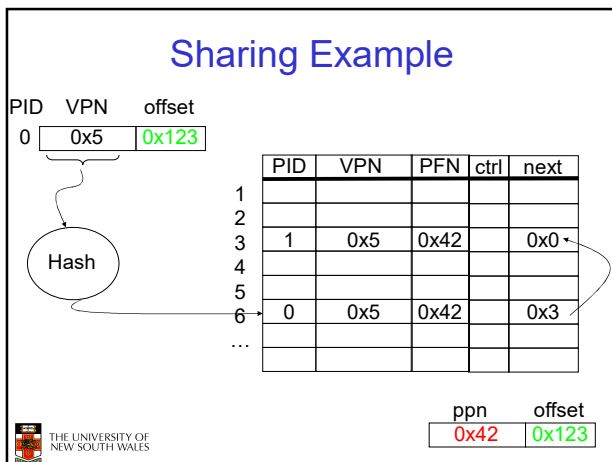 Sharing Example
PID VPN offset
0 0x5 0x123
Hash
PID VPN PFN ctrl next
1
2
3 1 0x5 0x42 0x0
4
5
6 0 0x5 0x42 0x3
…
ppn offset
0x42 0x123
THE UNIVERSITY OF
NEW SOUTH WALES